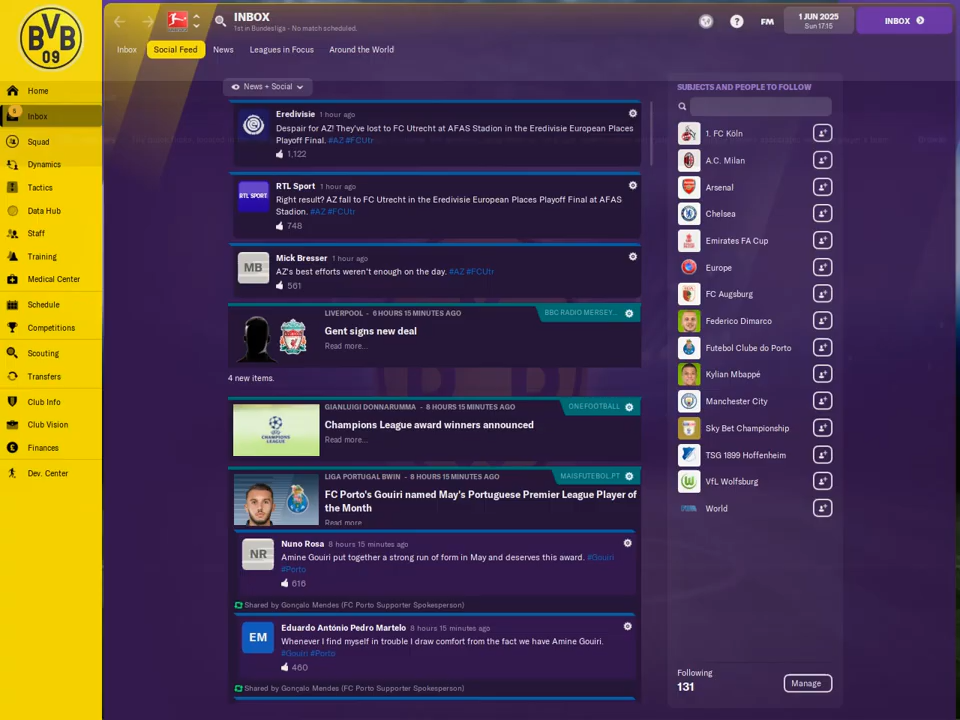 BVB
09
Home
6
Inbox
Squad
Dynamics
Tactics
Data Hub
Staff
Training
Medical Center
Schedule
Competitions
Scouting
Transfers
Club Info
Club Vision
Finances
Dev. Center
INBOX
1st in Bundesliga - No match scheduled.
?
FM
1 JUN 2025
Sun 17:15
INBOX
Inbox
Social Feed
News
Leagues in Focus
Around the World
News + Social
Eredivisie 1 hour ago
Despair for AZ! They've lost to FC Utrecht at AFAS Stadion in the Eredivisie European Places
Playoff Final. #AZ #FCUtr
1,122
RTL SPORT.
RTL Sport 1 hour ago
Right result? AZ fall to FC Utrecht in the Eredivisie European Places Playoff Final at AFAS
Stadion. #AZ #FCUtr
748
MB
Mick Bresser 1 hour ago
AZ's best efforts weren't enough on the day. #AZ #FCUtr
561
LIVERPOOL - 6 HOURS 15 MINUTES AGO
BBC RADIO MERSEY...
Gent signs new deal
Read more...
4 new items.
GIANLUIGI DONNARUMMA - 8 HOURS 15 MINUTES AGO
ONEFOOTBALL
CHAMPIONS
LEAGUE
Champions League award winners announced
Read more...
LIGA PORTUGAL BWIN - 8 HOURS 15 MINUTES AGO
MAISFUTEBOL.PT
FC Porto's Gouiri named May's Portuguese Premier League Player of
the Month
Read more
NR
Nuno Rosa 8 hours 15 minutes ago
Amine Gouiri put together a strong run of form in May and deserves this award. #Gouiri
#Porto
616
Shared by Gonçalo Mendes (FC Porto Supporter Spokesperson)
EM
Eduardo António Pedro Martelo 8 hours 15 minutes ago
Whenever I find myself in trouble I draw comfort from the fact we have Amine Gouiri.
#Gouiri #Porto
460
Shared by Gonçalo Mendes (FC Porto Supporter Spokesperson)
SUBJECTS AND PEOPLE TO FOLLOW
1. FC Köln
A.C. Milan
Arsenal
Chelsea
Emirates FA Cup
Europe
FC Augsburg
Federico Dimarco
Futebol Clube do Porto
Kylian Mbappé
Manchester City
Sky Bet Championship
TSG 1899 Hoffenheim
VfL Wolfsburg
World
Following
131
Manage